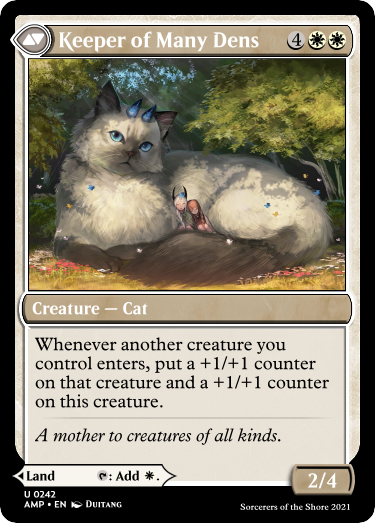 Keeper of Many Dens 4
Creature — Cat
Whenever another creature you
control enters, put a +1/+1 counter
on that creature and a +1/+1 counter
on this creature.
A mother to creatures of all kinds.
Land : Add .
2/4
U 0242
AMP • EN Duitang
Sorcerers of the Shore 2021